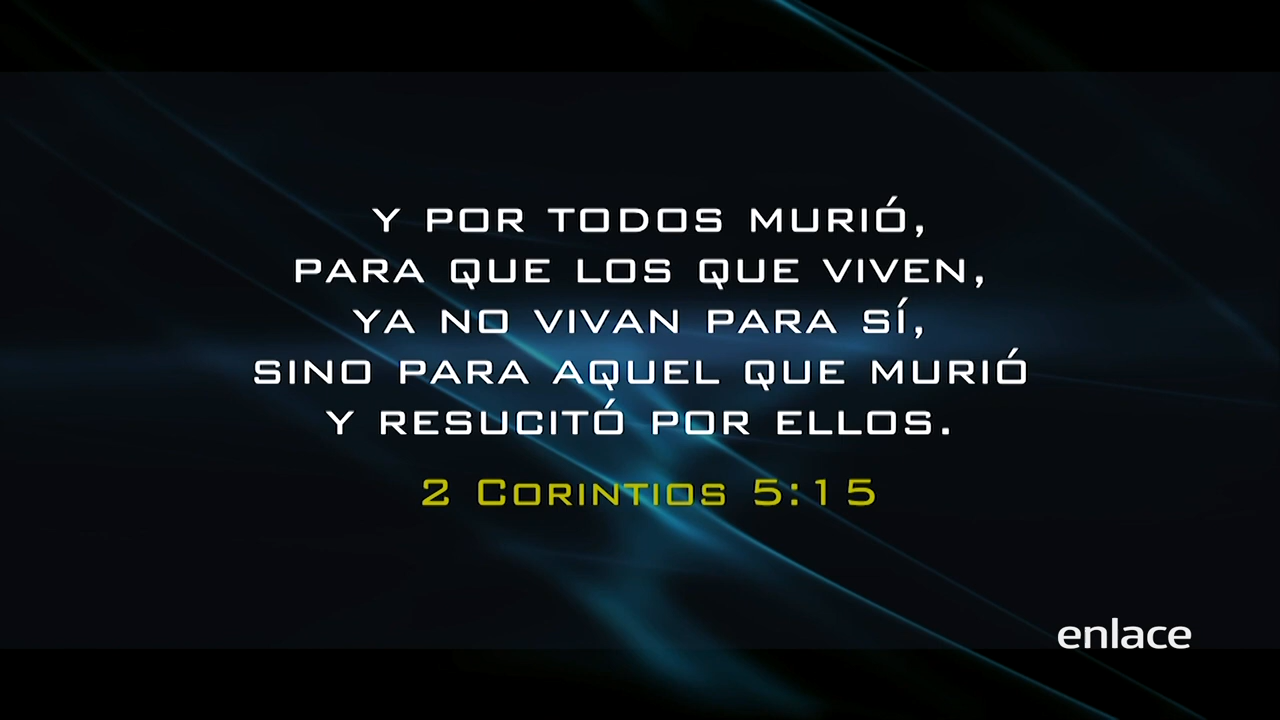 Y POR TODOS MURIÓ,
PARA QUE LOS QUE VIVEN,
YA NO VIVAN PARA SÍ,
SINO PARA AQUEL QUE MURIÓ
Y RESUCITÓ POR ELLOS.
2 CORINTIOS 5:15
enlace